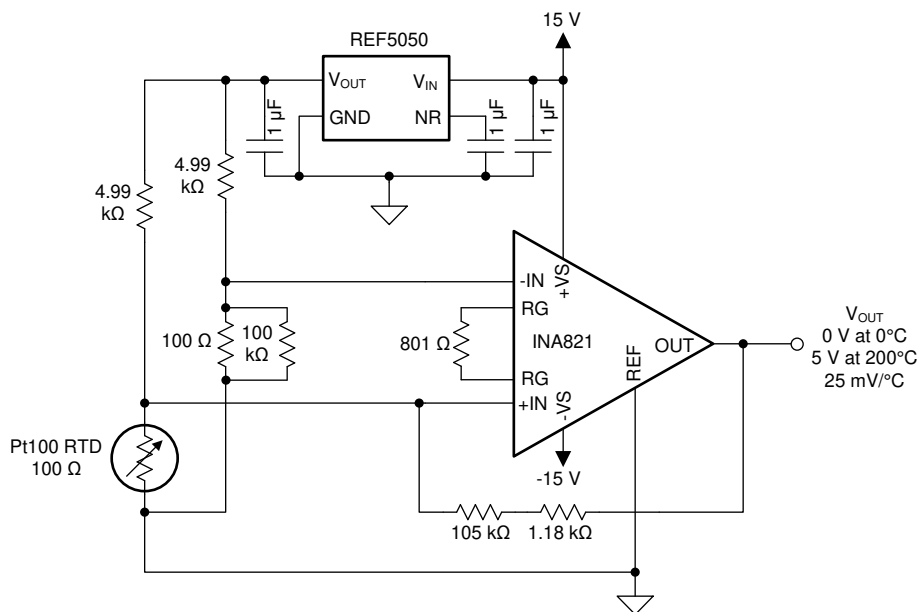 15 V
REF5050
VOUT
VIN
GND
NR
1 µF
1 µF
1 µF
4.99
kΩ
4.99
kΩ
-IN
+VS
RG
100 Ω
100
kΩ
801 Ω
INA821
OUT
REF
RG
+IN
-VS
VOUT
0 V at 0°C
5 V at 200°C
25 mV/°C
Pt100 RTD
100 Ω
-15 V
105 kΩ
1.18 kΩ